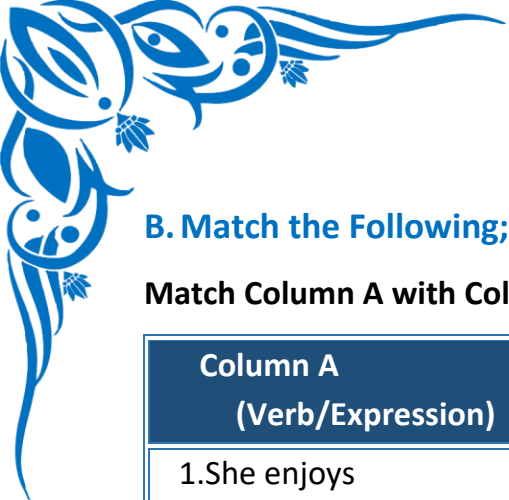 B. Match the Following;
Match Column A with Col
Column A
(Verb/Expression)
1.She enjoys